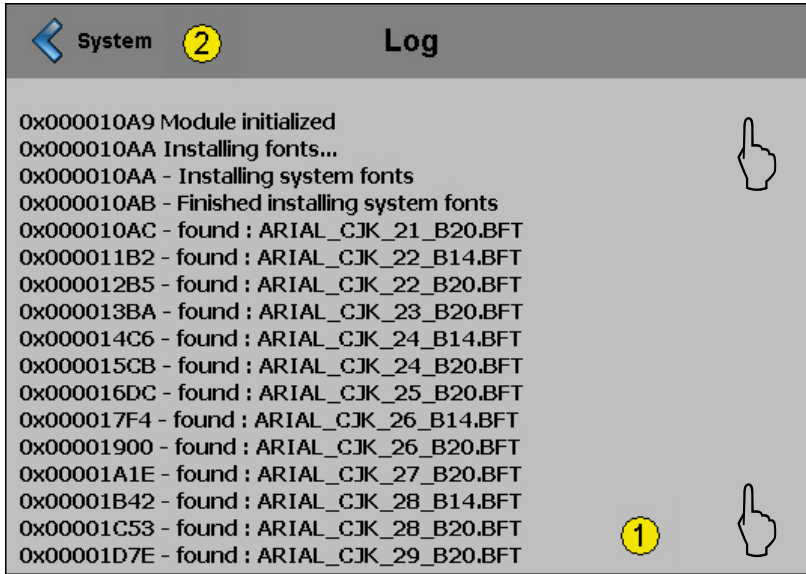 System 2 Log
0x000010A9 Module initialized
0x000010AA Installing fonts...
0x000010AA - Installing system fonts
0x000010AB - Finished installing system fonts
0x000010AC - found : ARIAL_CJK_21_B20.BFT
0x000011B2 - found : ARIAL_CJK_22_B14.BFT
0x000012B5 - found : ARIAL_CJK_22_B20.BFT
0x000013BA - found : ARIAL_CJK_23_B20.BFT
0x000014C6 - found : ARIAL_CJK_24_B14.BFT
0x000015CB - found : ARIAL_CJK_24_B20.BFT
0x000016DC - found : ARIAL_CJK_25_B20.BFT
0x000017F4 - found : ARIAL_CJK_26_B14.BFT
0x00001900 - found : ARIAL_CJK_26_B20.BFT
0x00001A1E - found : ARIAL_CJK_27_B20.BFT
0x00001B42 - found : ARIAL_CJK_28_B14.BFT
0x00001C53 - found : ARIAL_CJK_28_B20.BFT
1
0x00001D7E - found : ARIAL_CJK_29_B20.BFT